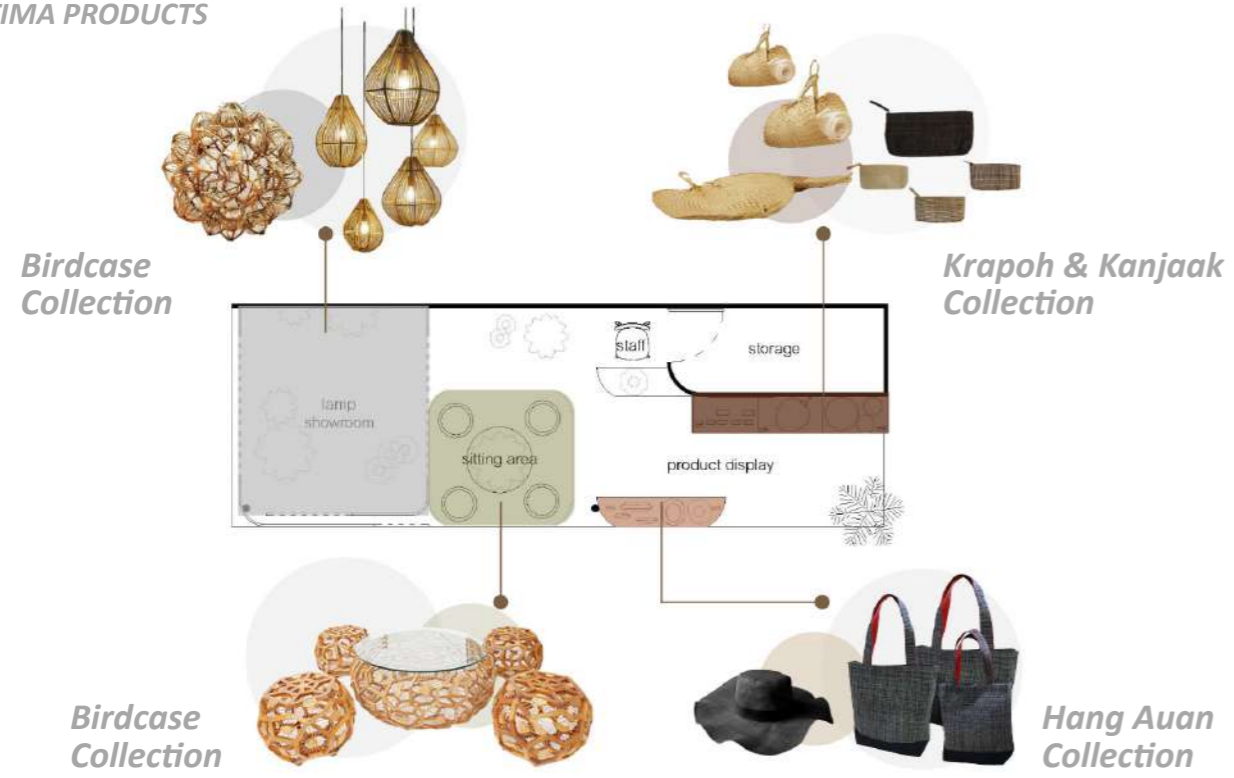 PRODUCTS
Birdcase
Collection
Krapoh & Kanjaak
Collection
staff
storage
lamp
showroom
sitting area
product display
Birdcase
Collection
Hang Auan
Collection